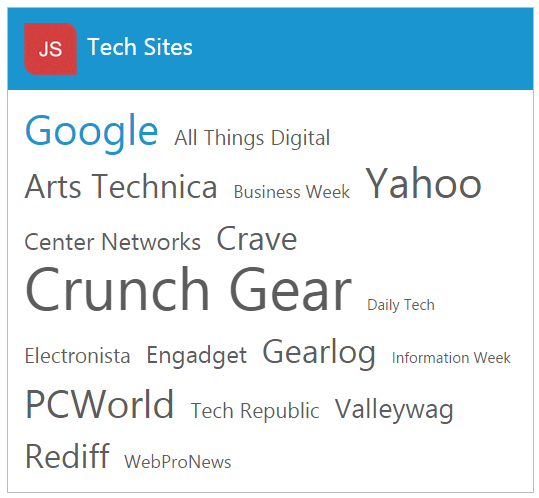 JS Tech Sites
Google All Things Digital
Arts Technica Business Week Yahoo
Center Networks Crave
Crunch Gear Daily Tech
Electronista Engadget Gearlog Information Week
PCWorld Tech Republic Valleywag
Rediff WebProNews